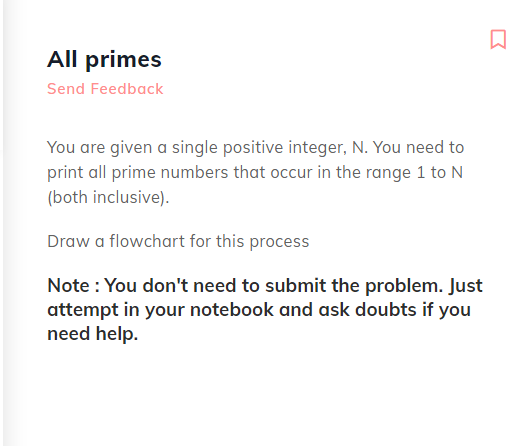 All primes
Send Feedback
You are given a single positive integer, N. You need to
print all prime numbers that occur in the range 1 to N
(both inclusive).
Draw a flowchart for this process
Note : You don't need to submit the problem. Just
attempt in your notebook and ask doubts if you
need help.